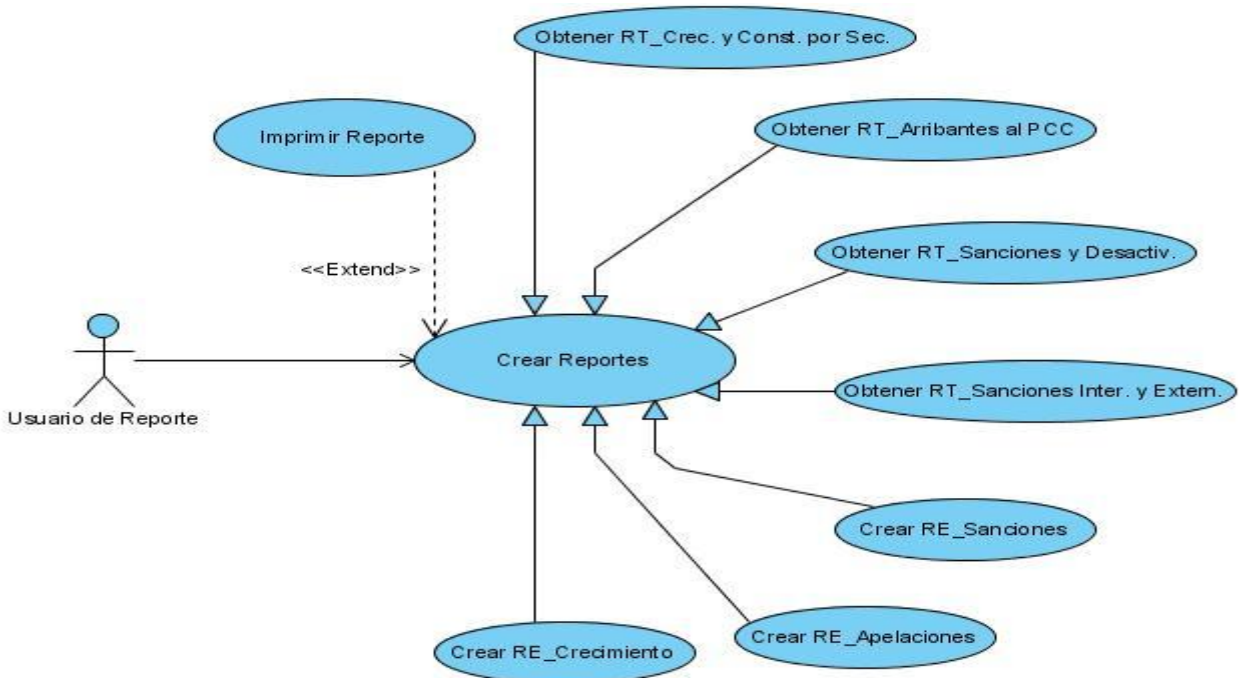 Obtener RT_Crec. y Const. por Sec.
Imprimir Reporte
Obtener RT_Arribantes al PCC
Obtener RT_Sanciones y Desactiv.
<<Extend>>
Crear Reportes
Usuario de Reporte
Obtener RT_Sanciones Inter. y Extern.
Crear RE_Sanciones
Crear RE_Apelaciones
Crear RE_Crecimiento